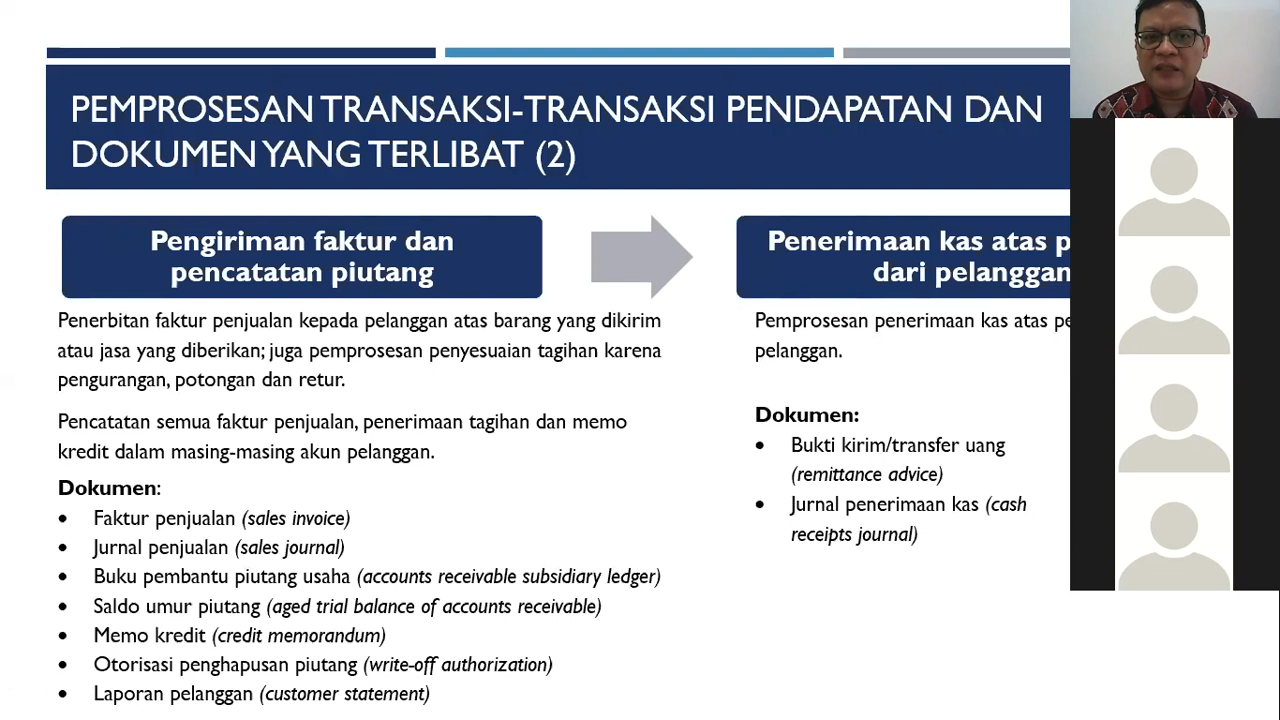 PEMPROSESAN TRANSAKSI-TRANSAKSI PENDAPATAN DAN
DOKUMEN YANG TERLIBAT (2)
Pengiriman faktur dan
pencatatan piutang
Penerbitan faktur penjualan kepada pelanggan atas barang yang dikirim
atau jasa yang diberikan; juga pemprosesan penyesuaian tagihan karena
pengurangan, potongan dan retur.
Pencatatan semua faktur penjualan, penerimaan tagihan dan memo
kredit dalam masing-masing akun pelanggan.
Dokumen:
• Faktur penjualan (sales invoice)
• Jurnal penjualan (sales journal)
• Buku pembantu piutang usaha (accounts receivable subsidiary ledger)
• Saldo umur piutang (aged trial balance of accounts receivable)
• Memo kredit (credit memorandum)
• Otorisasi penghapusan piutang (write-off authorization)
• Laporan pelanggan (customer statement)
Penerimaan kas atas
dari pelanggan
Pemprosesan penerimaan kas atas
pelanggan.
Dokumen:
• Bukti kirim/transfer uang
(remittance advice)
• Jurnal penerimaan kas (cash
receipts journal)